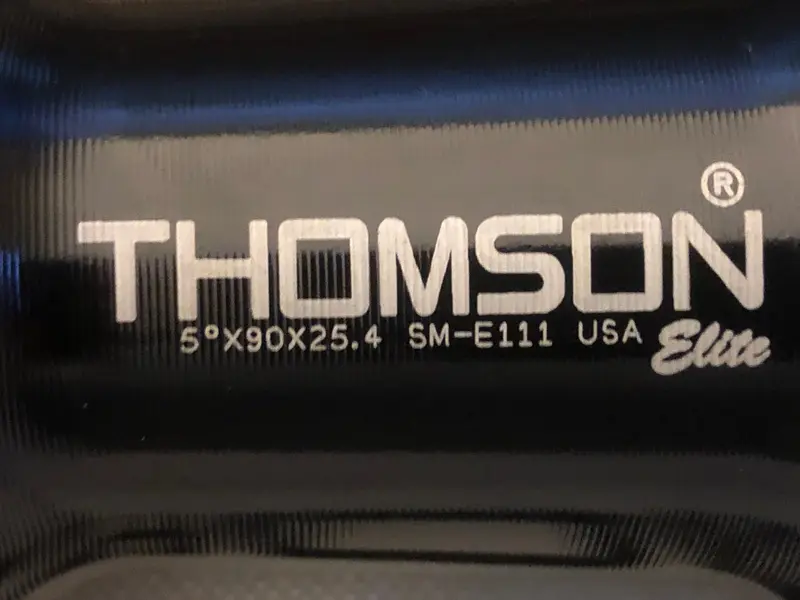 THOMSON®
5°X90X25.4 SM-E111 USA Elite